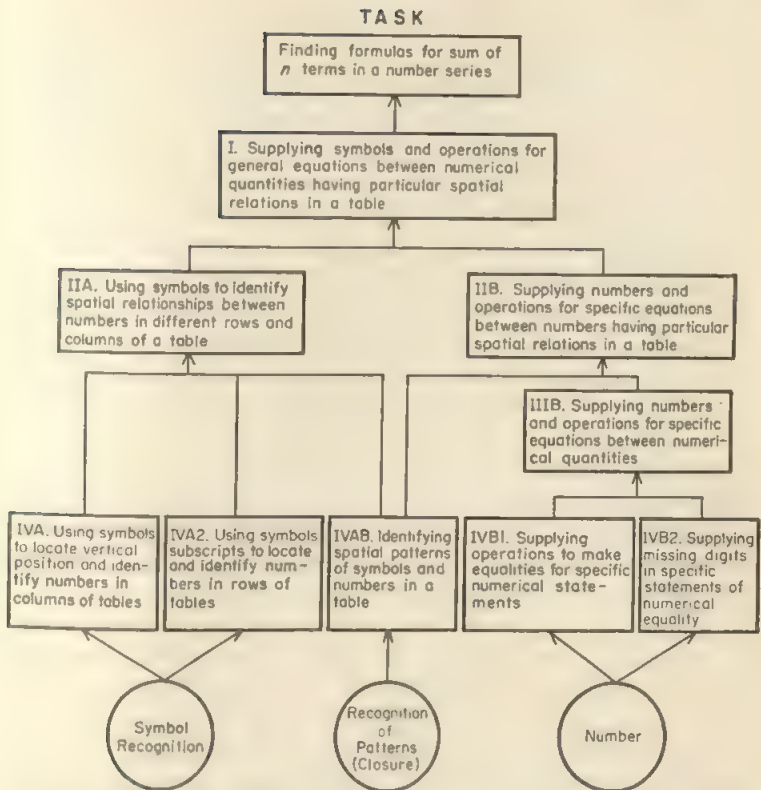 TASK
Finding formulas for sum of
n terms in a number series
I. Supplying symbols and operations for
general equations between numerical
quantities having particular spatial
relations in a table
IIA. Using symbols to identify
spatial relationships between
numbers in different rows and
columns of a table
IIB. Supplying numbers and
operations for specific equations
between numbers having particular
spatial relations in a table
IIIB. Supplying numbers
and operations for specific
equations between numeri-
cal quantities
IVA. Using symbols
to locate vertical
position and iden-
tify numbers in
columns of tables
IVA2. Using symbols
subscripts to locate
and identify num-
bers in rows of
tables
IVAB. Identifying
spatial patterns
of symbols and
numbers in a
table
IVB1. Supplying
operations to make
equalities for specific
numerical state-
ments
IVB2. Supplying
missing digits
in specific
statements of
numerical
equality
Symbol
Recognition
Recognition
of
Patterns
(Closure)
Number